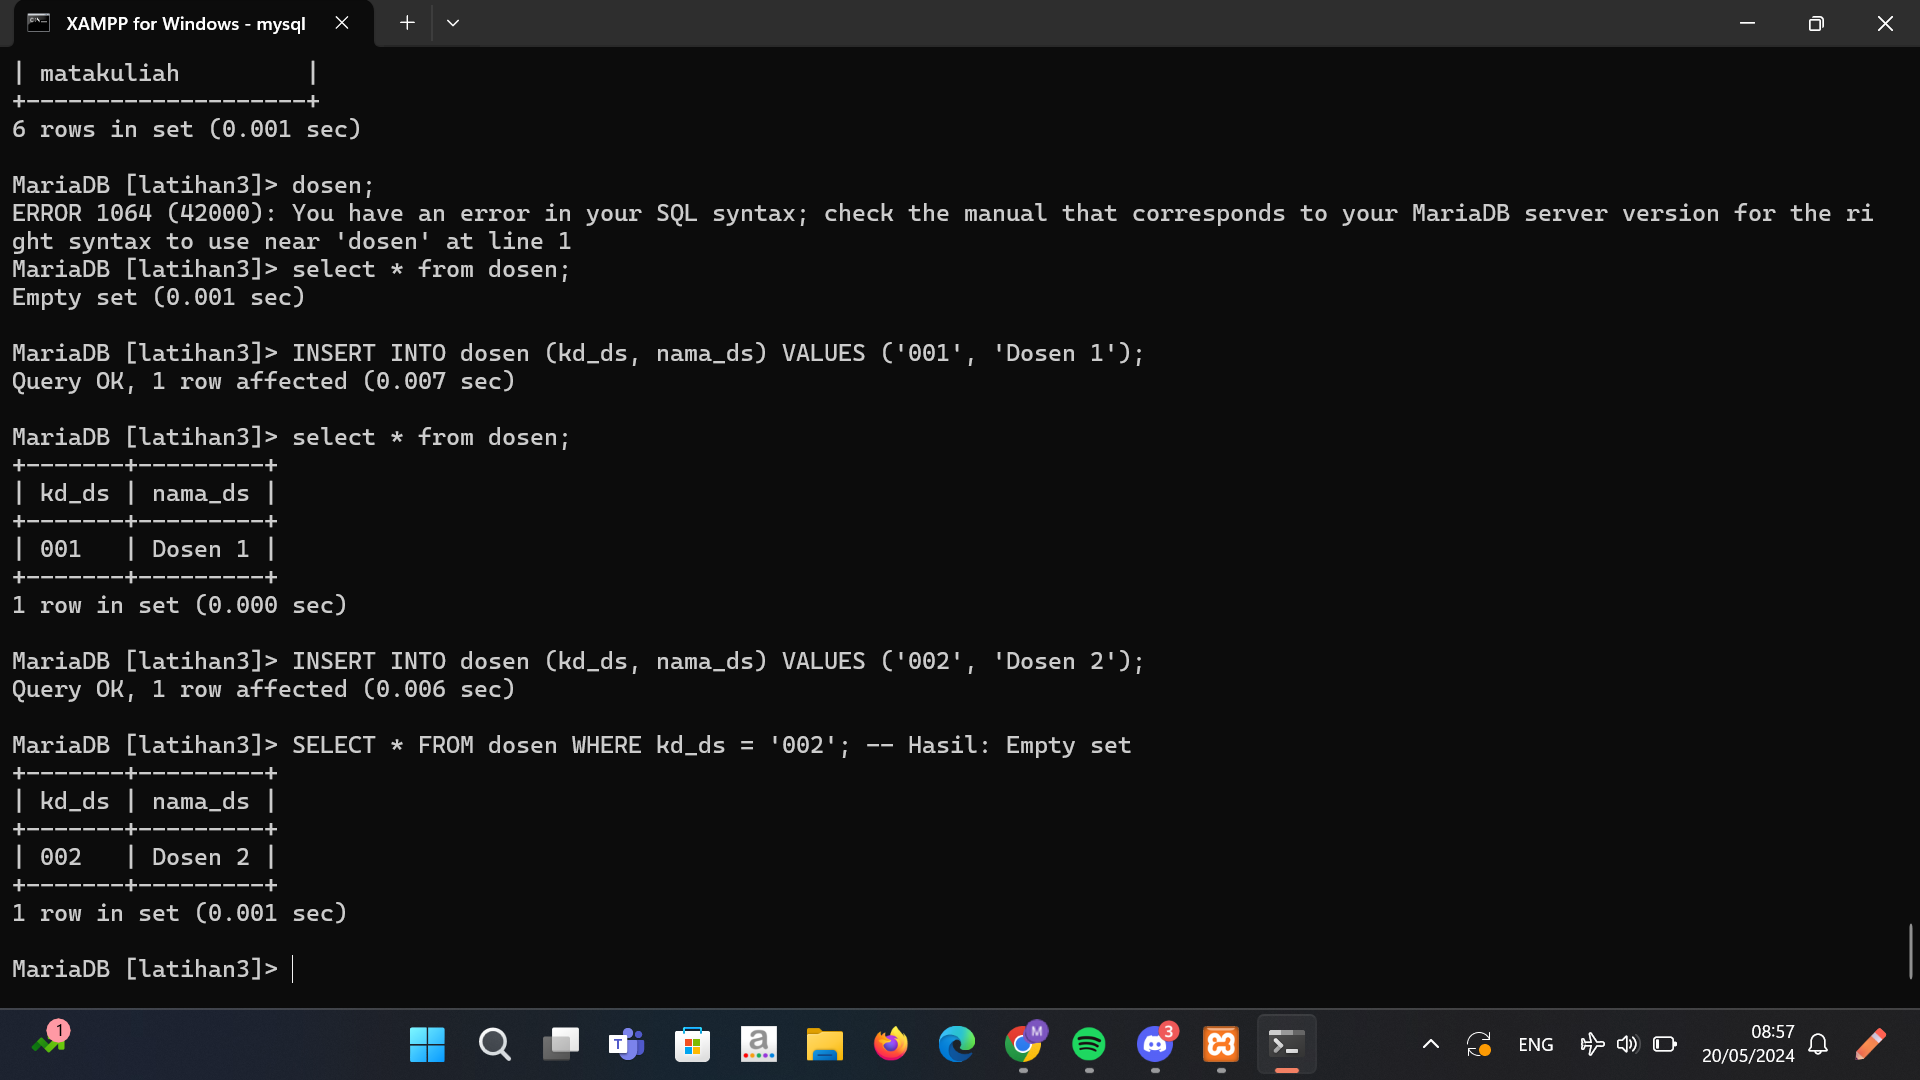 XAMPP for Windows - mysql
| matakuliah         |
+--------------------+
6 rows in set (0.001 sec)
MariaDB [latihan3]> dosen;
ERROR 1064 (42000): You have an error in your SQL syntax; check the manual that corresponds to your MariaDB server version for the ri
ght syntax to use near 'dosen' at line 1
MariaDB [latihan3]> select * from dosen;
Empty set (0.001 sec)
MariaDB [latihan3]> INSERT INTO dosen (kd_ds, nama_ds) VALUES ('001', 'Dosen 1');
Query OK, 1 row affected (0.007 sec)
MariaDB [latihan3]> select * from dosen;
+-------+---------+
| kd_ds | nama_ds |
+-------+---------+
| 001   | Dosen 1 |
+-------+---------+
1 row in set (0.000 sec)
MariaDB [latihan3]> INSERT INTO dosen (kd_ds, nama_ds) VALUES ('002', 'Dosen 2');
Query OK, 1 row affected (0.006 sec)
MariaDB [latihan3]> SELECT * FROM dosen WHERE kd_ds = '002'; -- Hasil: Empty set
+-------+---------+
| kd_ds | nama_ds |
+-------+---------+
| 002   | Dosen 2 |
+-------+---------+
1 row in set (0.001 sec)
MariaDB [latihan3]>
1
T
a
M
3
ENG
08:57
20/05/2024